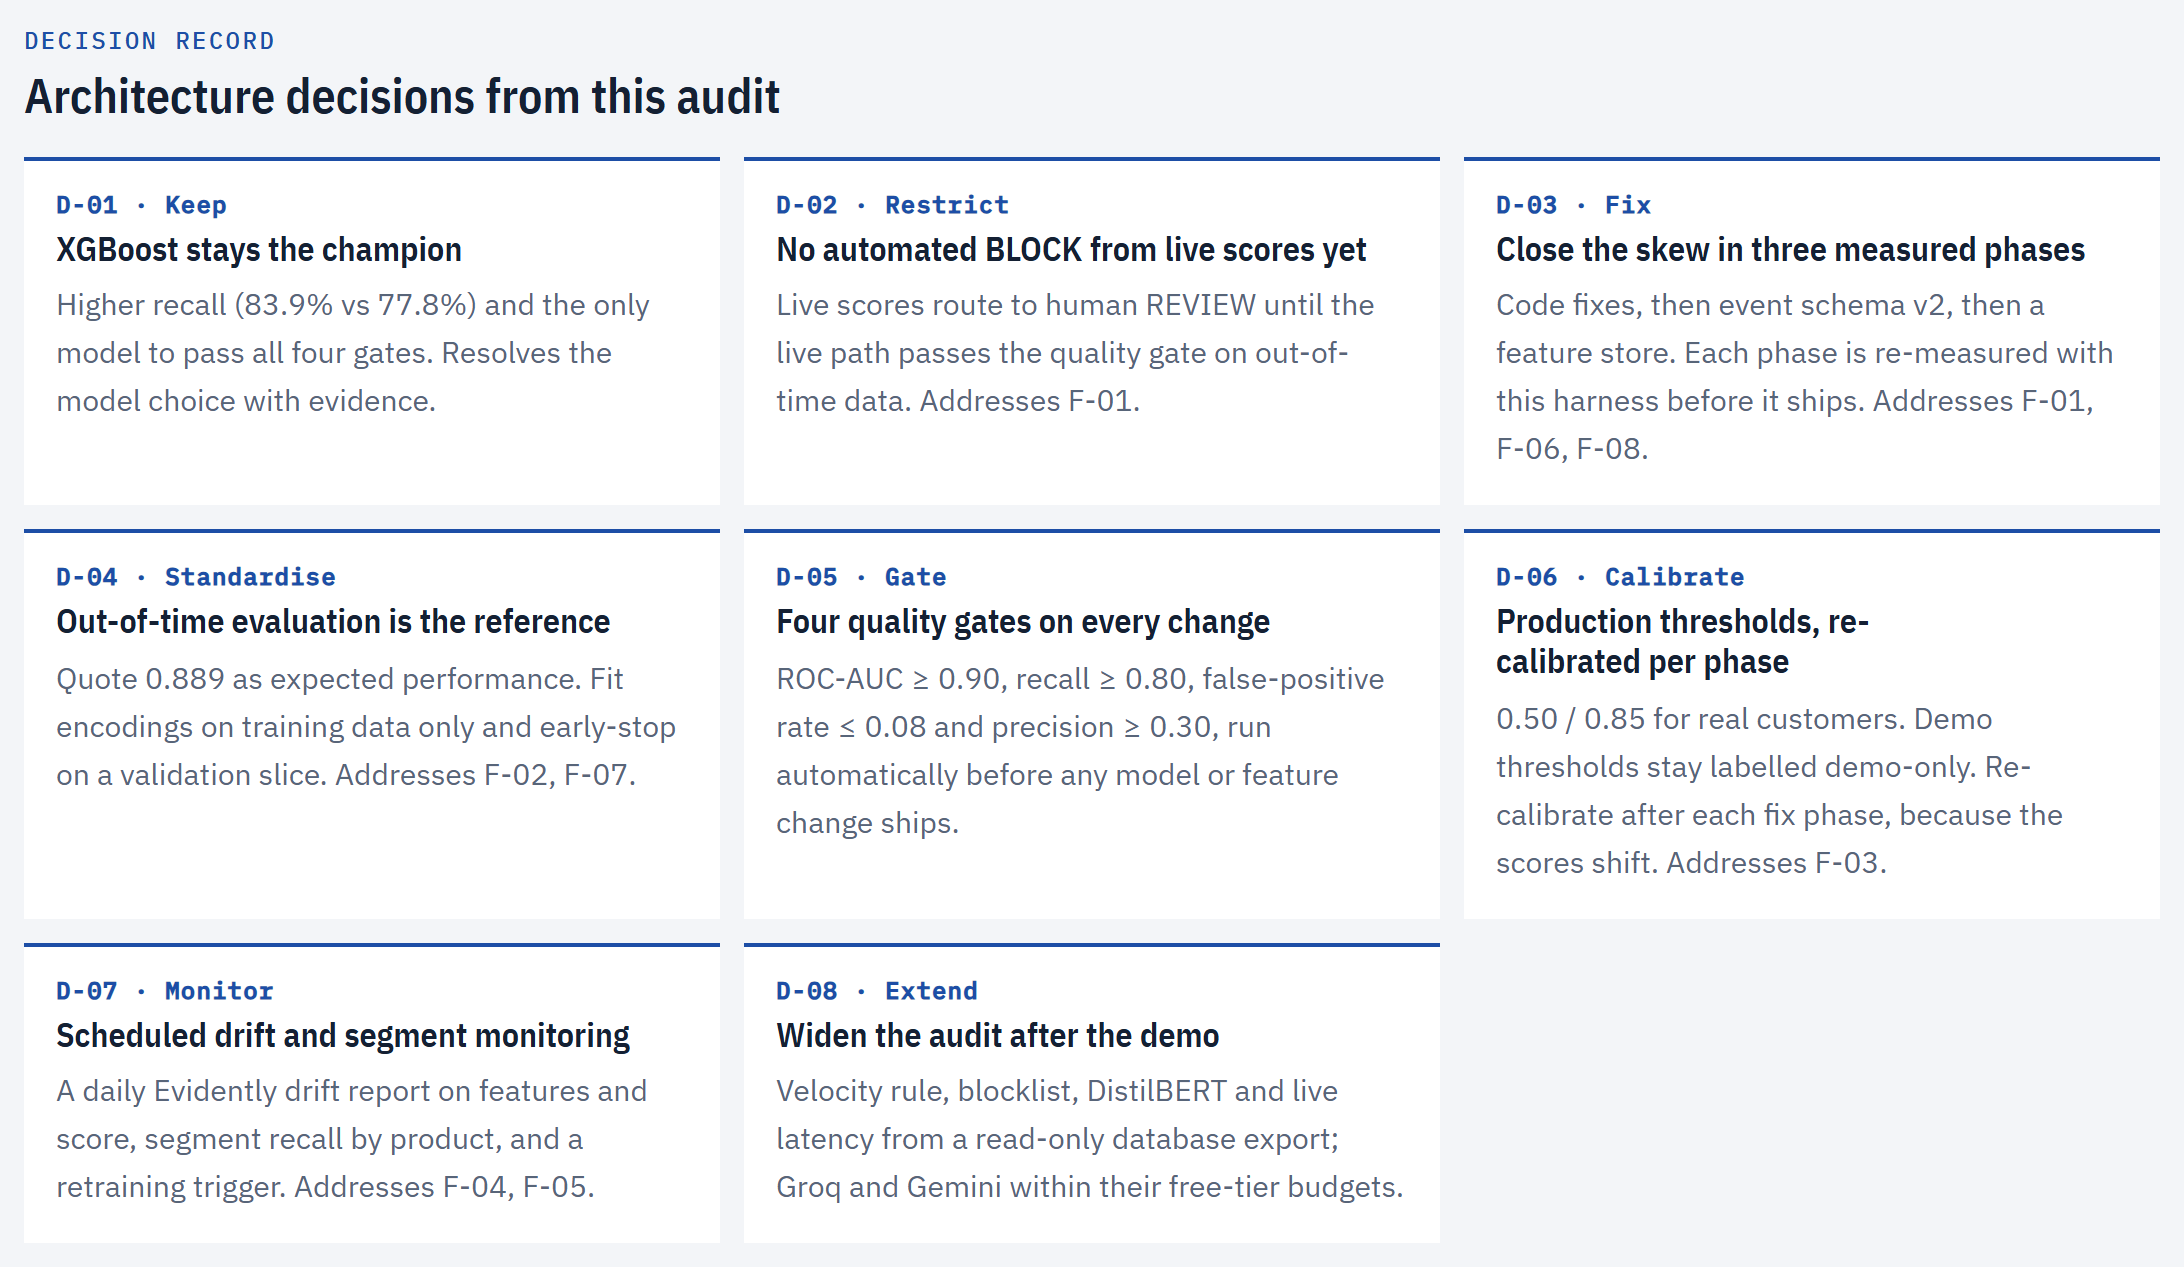 DECISION RECORD
Architecture decisions from this audit
D-01 · Keep
XGBoost stays the champion
Higher recall (83.9% vs 77.8%) and the only
model to pass all four gates. Resolves the
model choice with evidence.
D-02 · Restrict
No automated BLOCK from live scores yet
Live scores route to human REVIEW until the
live path passes the quality gate on out-of-
time data. Addresses F-01.
D-03 · Fix
Close the skew in three measured phases
Code fixes, then event schema v2, then a
feature store. Each phase is re-measured with
this harness before it ships. Addresses F-01,
F-06, F-08.
D-04 · Standardise
Out-of-time evaluation is the reference
Quote 0.889 as expected performance. Fit
encodings on training data only and early-stop
on a validation slice. Addresses F-02, F-07.
D-05 · Gate
Four quality gates on every change
ROC-AUC ≥ 0.90, recall ≥ 0.80, false-positive
rate ≤ 0.08 and precision ≥ 0.30, run
automatically before any model or feature
change ships.
D-06 · Calibrate
Production thresholds, re-
calibrated per phase
0.50 / 0.85 for real customers. Demo
thresholds stay labelled demo-only. Re-
calibrate after each fix phase, because the
scores shift. Addresses F-03.
D-07 · Monitor
Scheduled drift and segment monitoring
A daily Evidently drift report on features and
score, segment recall by product, and a
retraining trigger. Addresses F-04, F-05.
D-08 · Extend
Widen the audit after the demo
Velocity rule, blocklist, DistilBERT and live
latency from a read-only database export;
Groq and Gemini within their free-tier budgets.